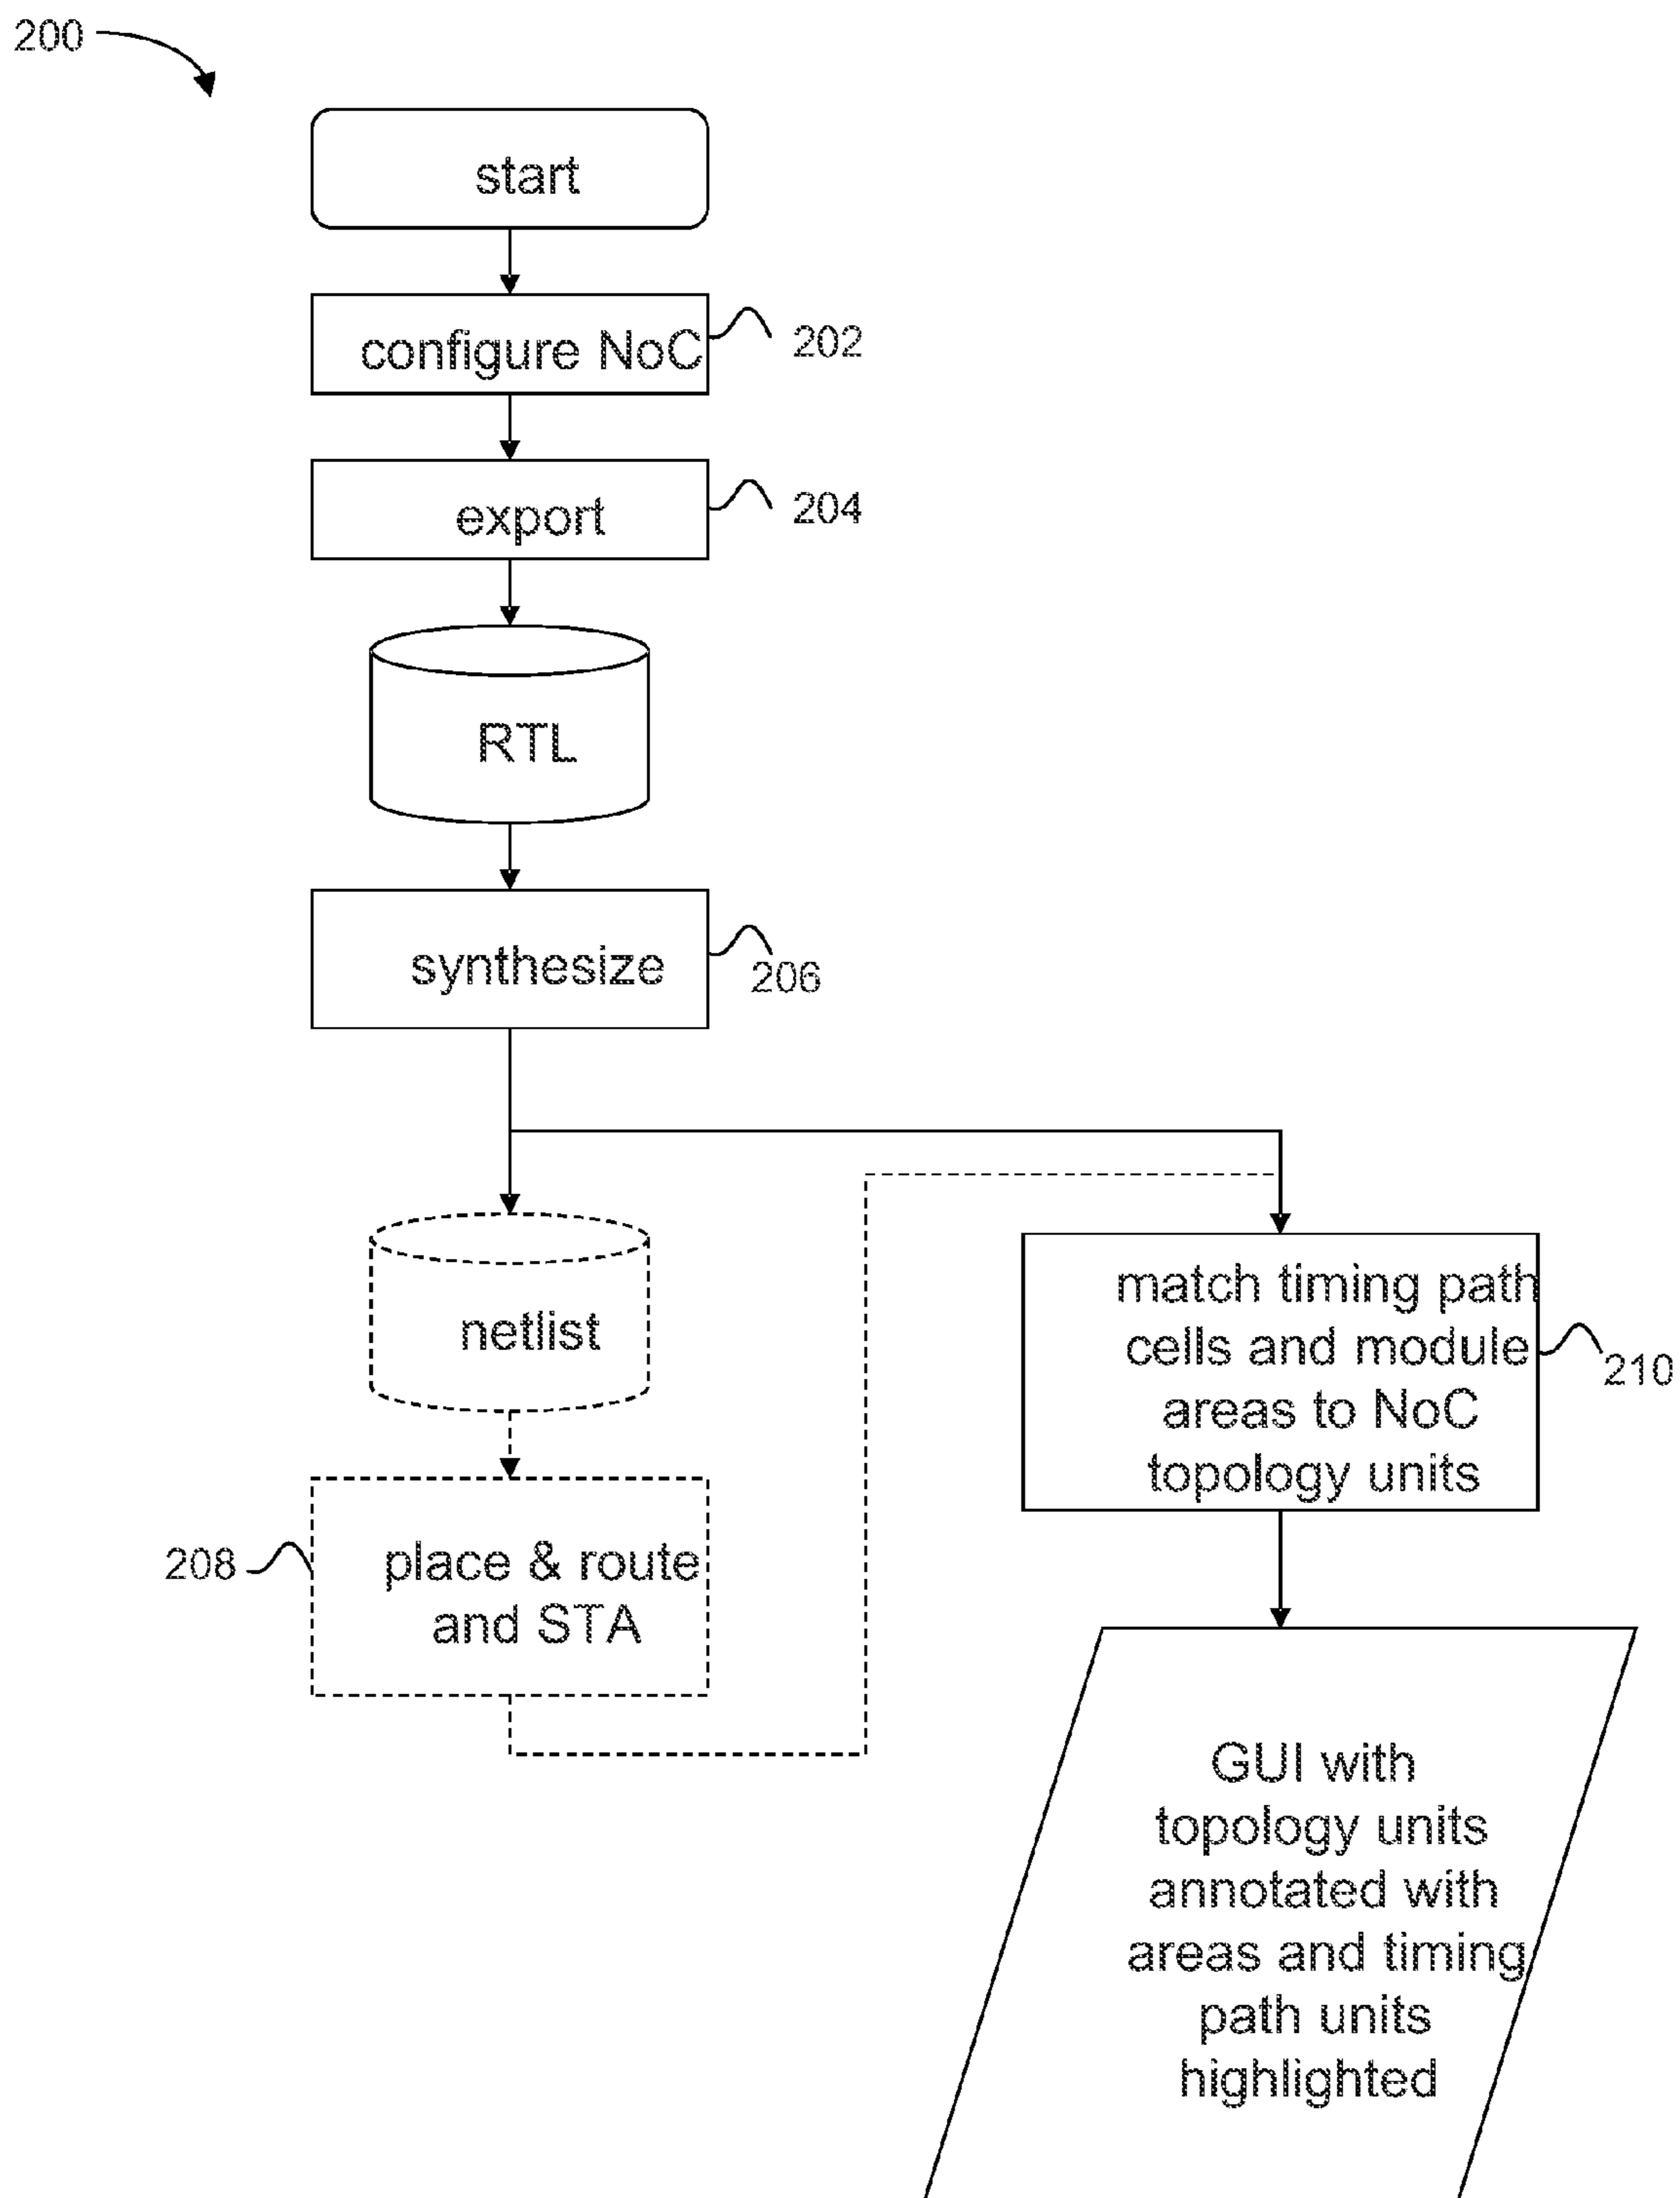 200
start
configure NoC
202
export
204
RTL
synthesize
206
netlist
match timing path
cells and module
areas to NoC
topology units
210
208
place & route
and STA
GUI with
topology units
annotated with
areas and timing
path units
highlighted